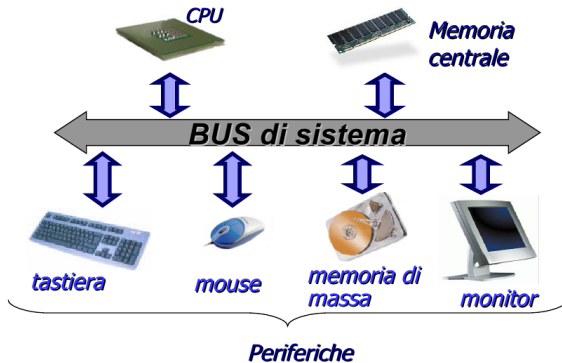 CPU
Memoria
centrale
BUS di sistema
tastiera
mouse
memoria di
massa
monitor
Periferiche